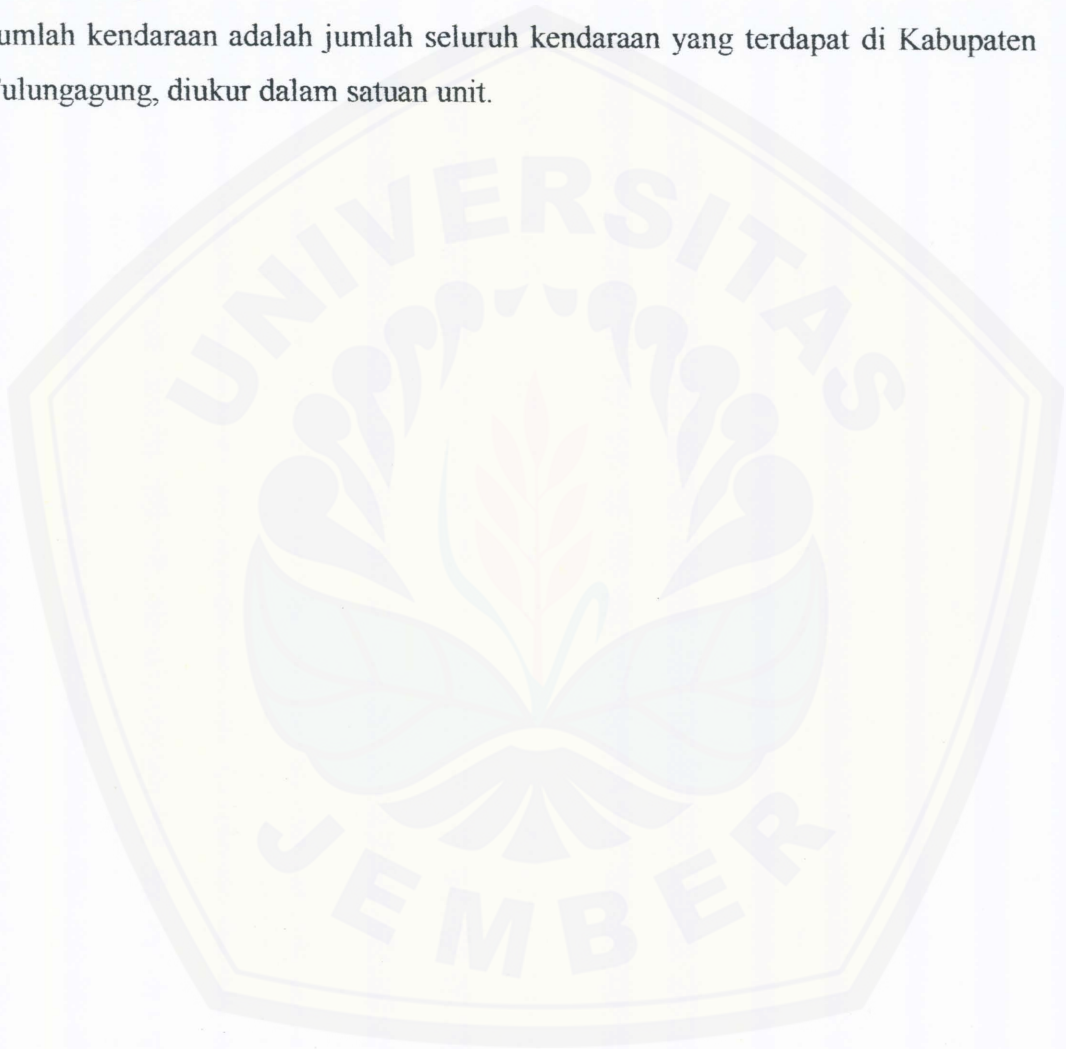 umlah kendaraan adalah jumlah seluruh kendaraan yang terdapat di Kabupaten
ulungagung, diukur dalam satuan unit.
UNIVERSITAS
JEMBER